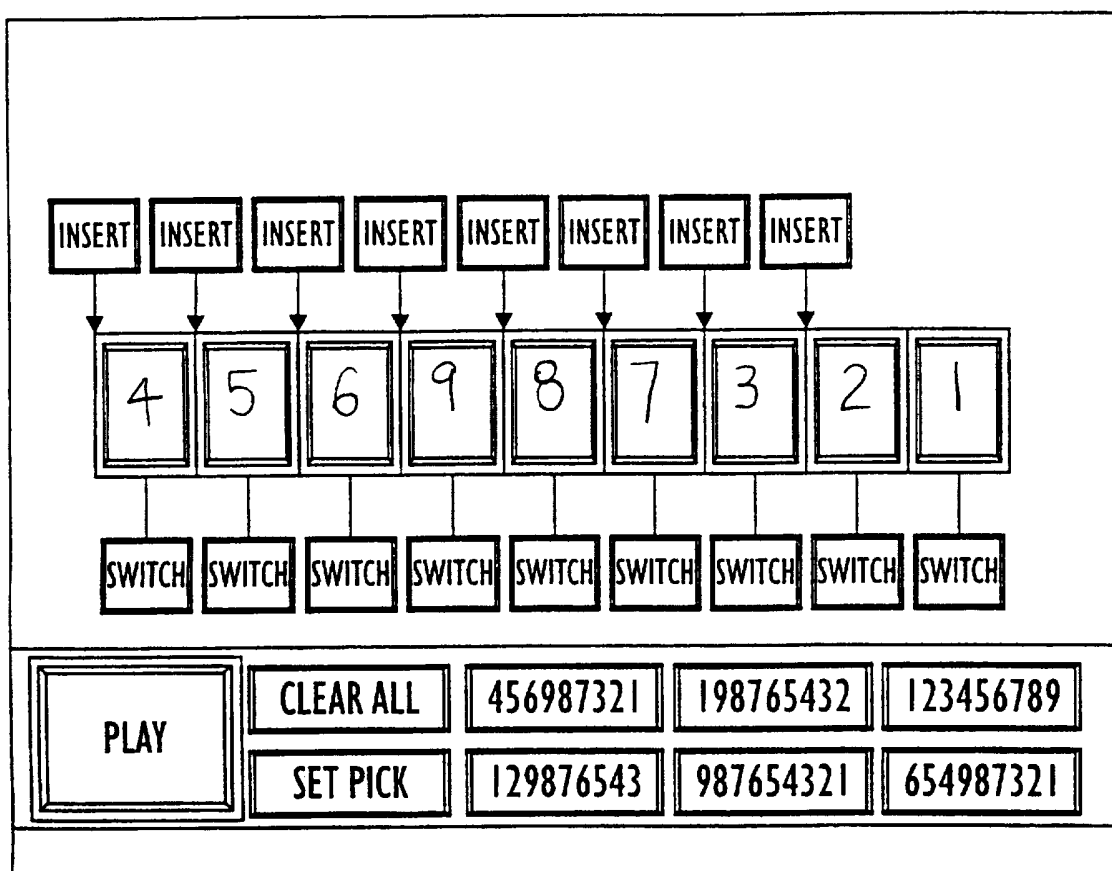 INSERT INSERT INSERT INSERT INSERT INSERT INSERT INSERT
4 5 6 9 8 7 3 2 1
SWITCH SWITCH SWITCH SWITCH SWITCH SWITCH SWITCH SWITCH SWITCH
PLAY
CLEAR ALL 456987321 198765432 123456789
SET PICK 129876543 987654321 654987321